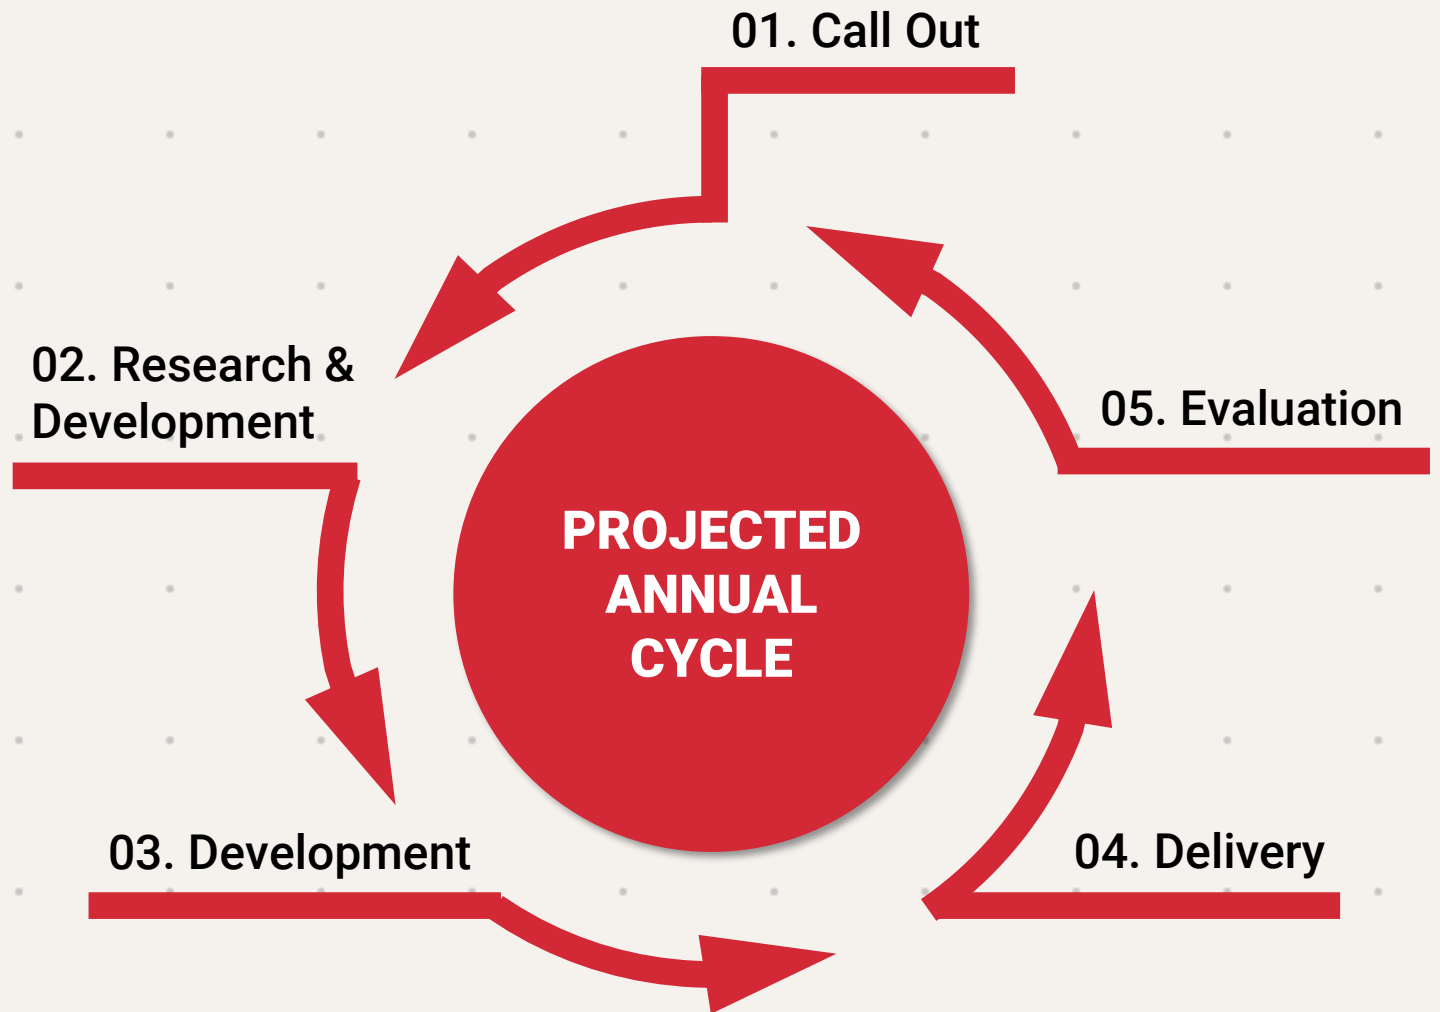 01. Call Out
02. Research &
Development
03. Development
04. Delivery
05. Evaluation
PROJECTED
ANNUAL
CYCLE